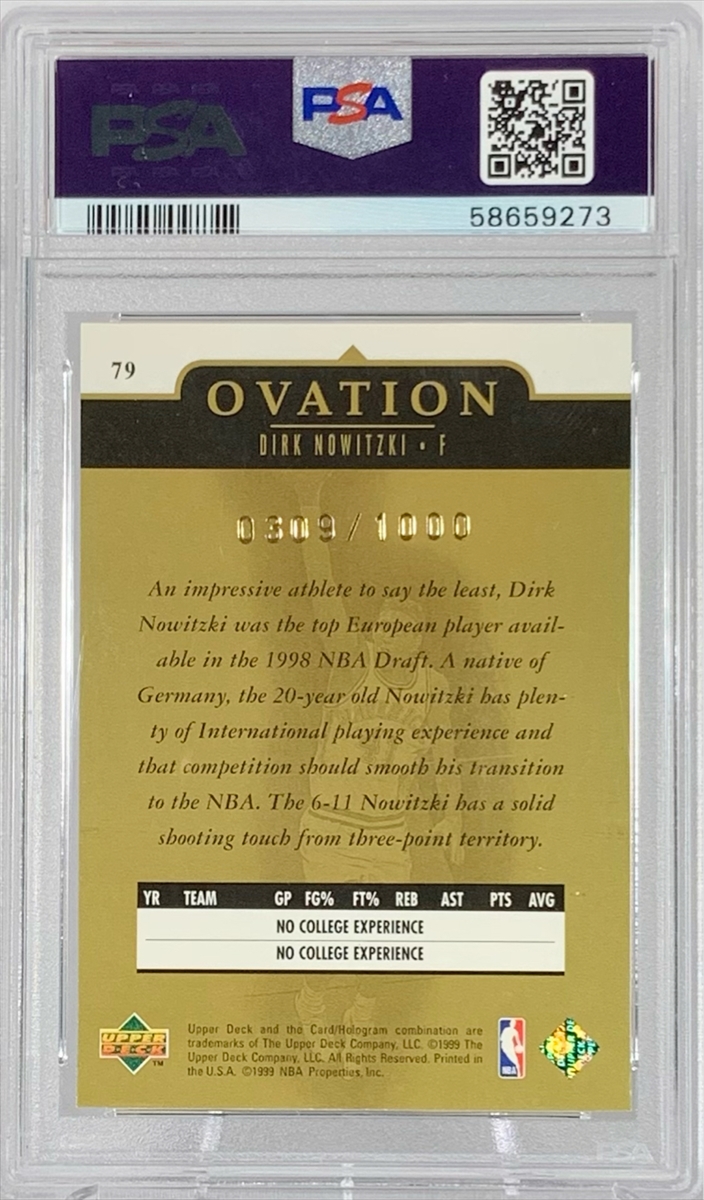 PSA
PSA
58659273
79
OVATION
DIRK NOWITZKI • F
0309/1000
An impressive athlete to say the least, Dirk
Nowitzki was the top European player avail-
able in the 1998 NBA Draft. A native of
Germany, the 20-year old Nowitzki has plen-
ty of International playing experience and
that competition should smooth his transition
to the NBA. The 6-11 Nowitzki has a solid
shooting touch from three-point territory.
YR TEAM GP FG% FT% REB AST PTS AVG
NO COLLEGE EXPERIENCE
NO COLLEGE EXPERIENCE
UPPER
DECK
™
Upper Deck and the Card/Hologram combination are
trademarks of The Upper Deck Company, LLC. ©1999 The
Upper Deck Company, LLC. All Rights Reserved. Printed in
the U.S.A. ©1999 NBA Properties, Inc.
NBA
PSA